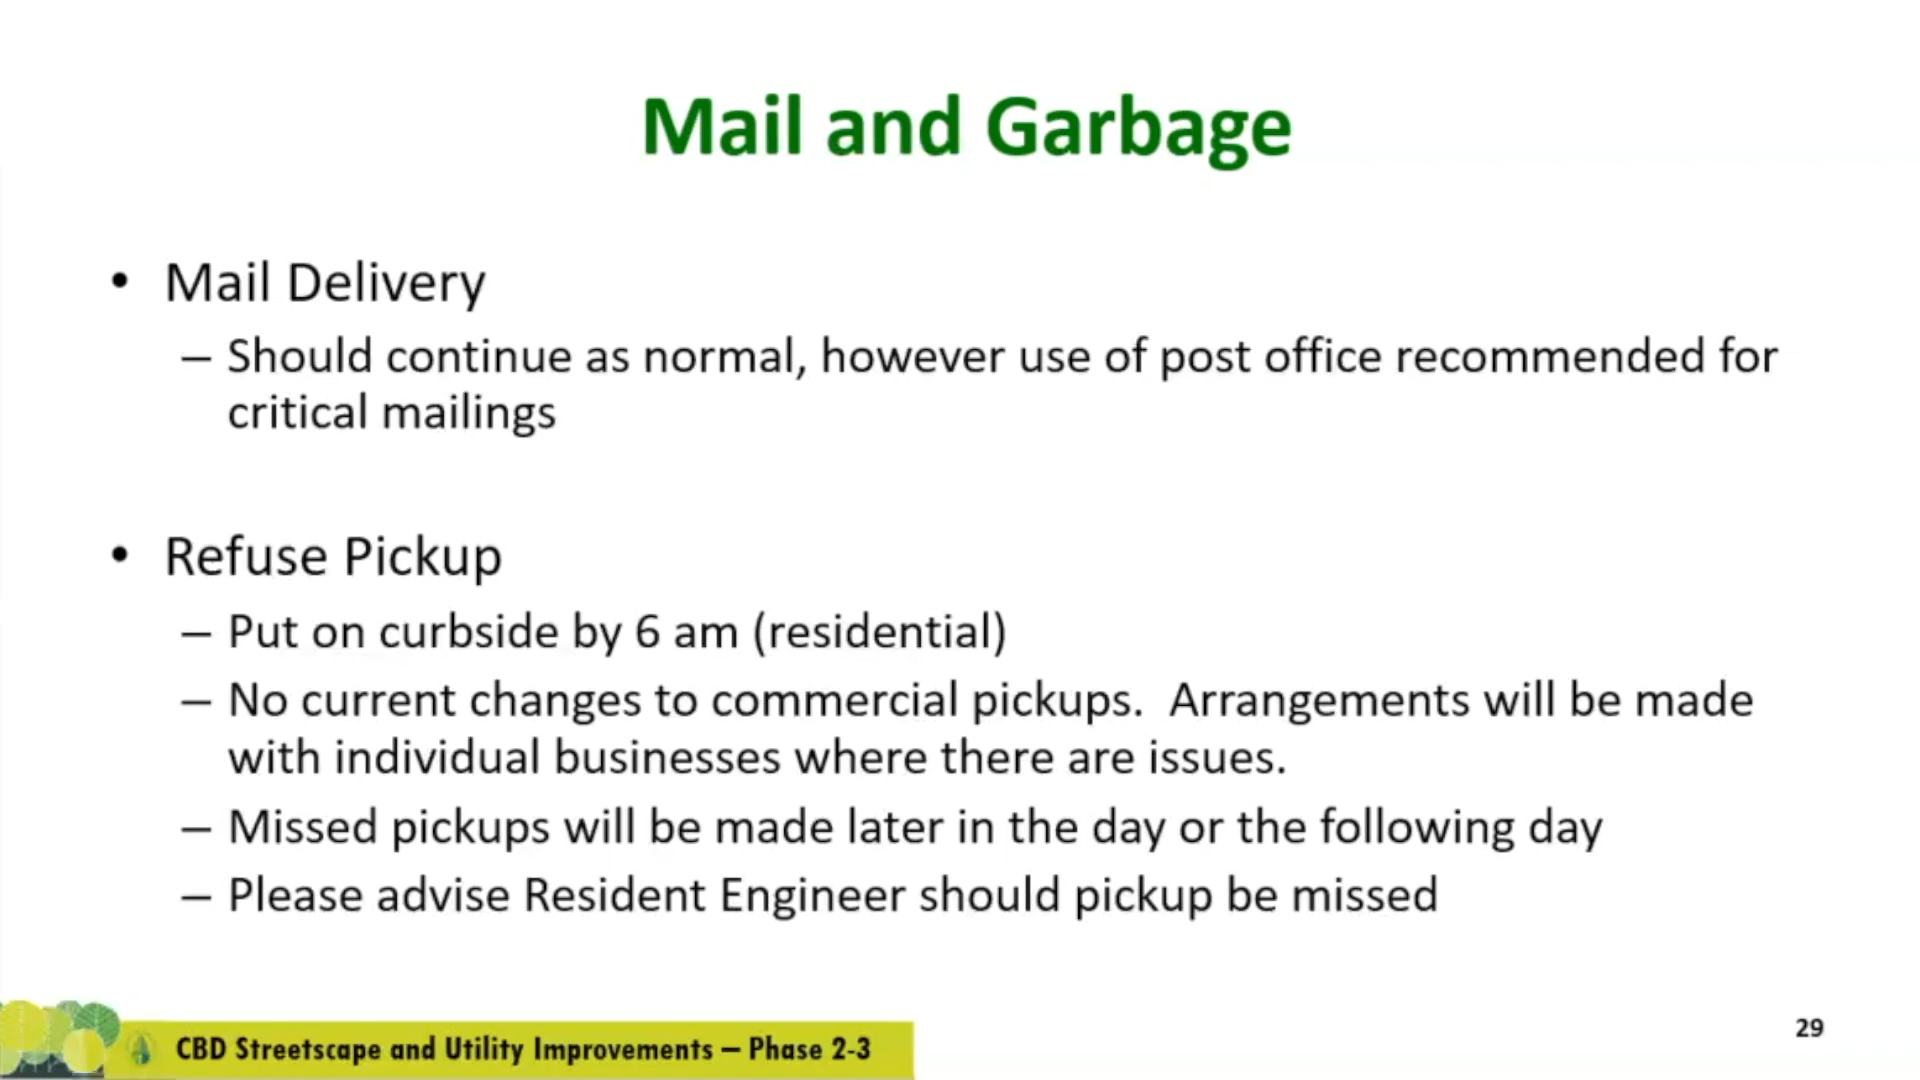 Mail and Garbage
• Mail Delivery
– Should continue as normal, however use of post office recommended for
critical mailings
• Refuse Pickup
– Put on curbside by 6 am (residential)
– No current changes to commercial pickups.  Arrangements will be made
with individual businesses where there are issues.
– Missed pickups will be made later in the day or the following day
– Please advise Resident Engineer should pickup be missed
CBD Streetscape and Utility Improvements – Phase 2-3
29